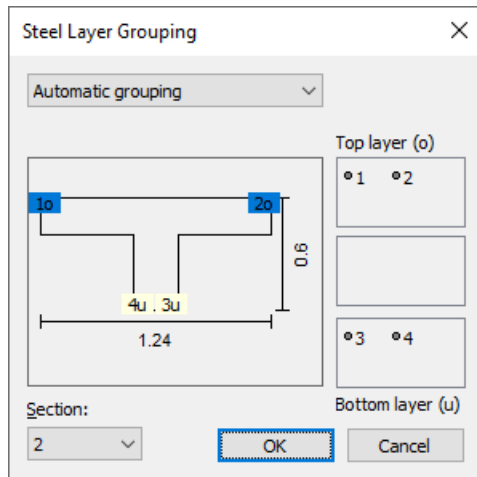 Steel Layer Grouping
Automatic grouping
Top layer (o)
1 2
1o 2o
0.6
4u . 3u
1.24
3 4
Section:
Bottom layer (u)
2
OK
Cancel